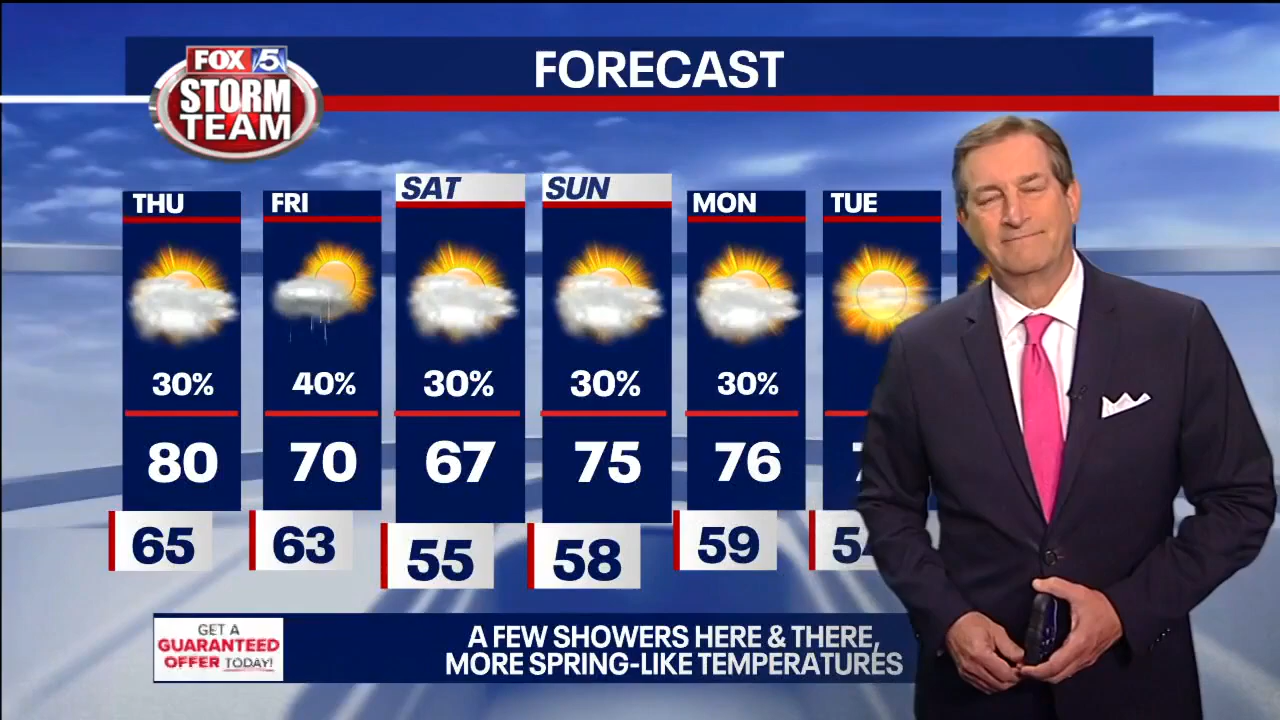 FOX 5
STORM
TEAM
FORECAST
THU
FRI
SAT
SUN
MON
TUE
30%
40%
30%
30%
30%
80
70
67
75
76
65
63
55
58
59
GET A
GUARANTEED
OFFER TODAY!
A FEW SHOWERS HERE & THERE,
MORE SPRING-LIKE TEMPERATURES